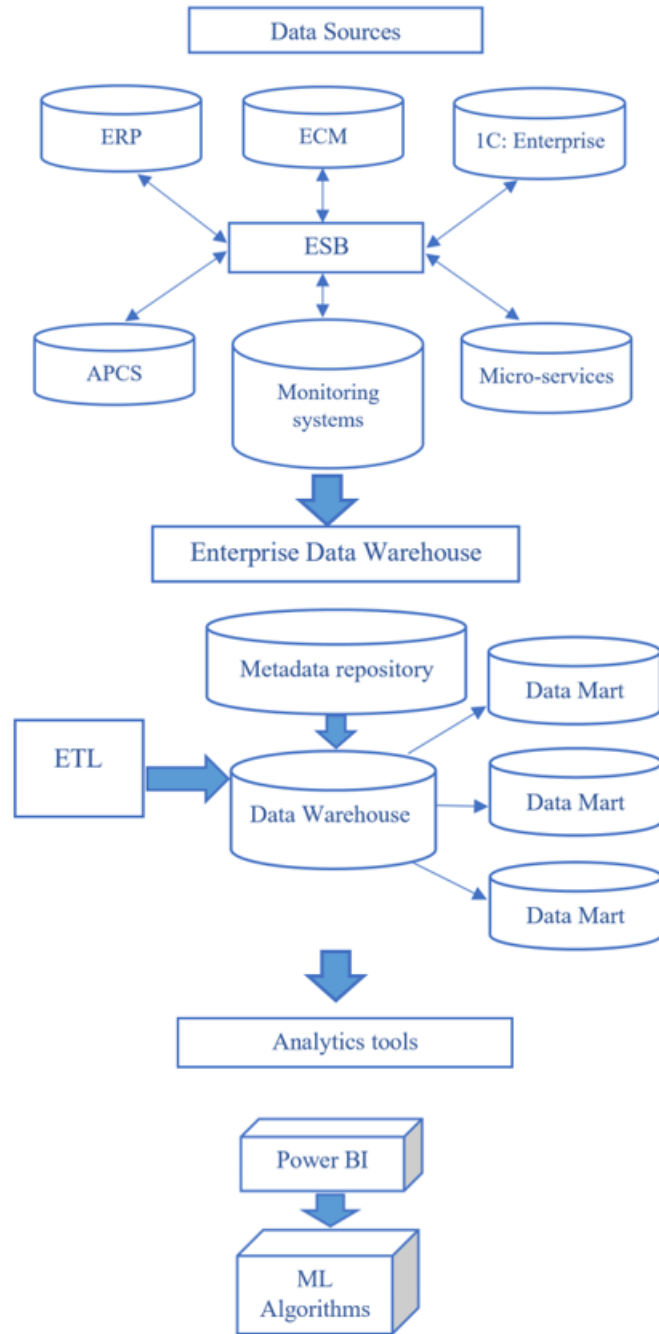 Data Sources
ERP
ECM
1C: Enterprise
ESB
APCS
Monitoring
systems
Micro-services
Enterprise Data Warehouse
Metadata repository
Data Mart
ETL
Data Warehouse
Data Mart
Data Mart
Analytics tools
Power BI
ML
Algorithms